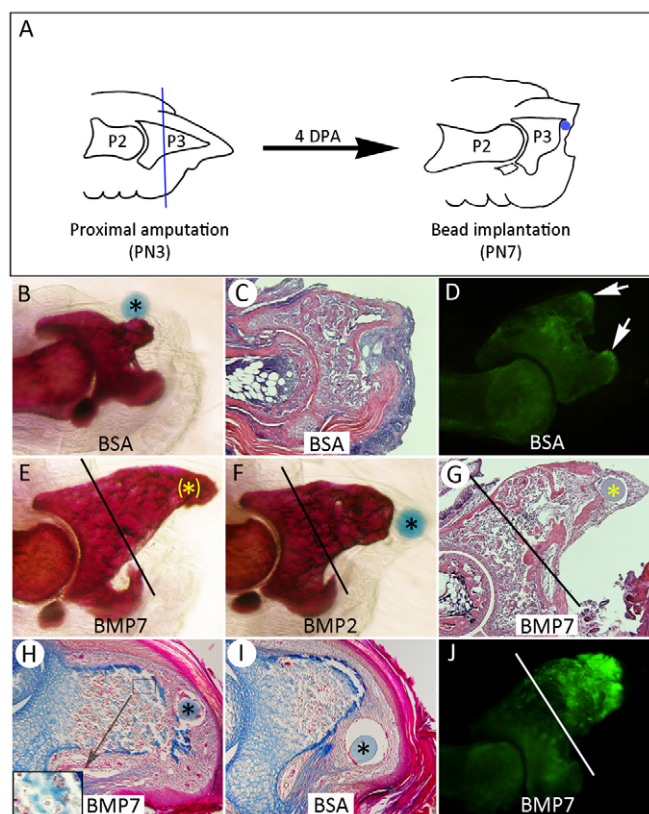 A
P2
P3
4 DPA
P2
P3
Proximal amputation
(PN3)
Bead implantation
(PN7)
B
*
BSA
C
BSA
D
BSA
E
(*)
BMP7
F
*
BMP2
G
*
BMP7
H
*
BMP7
I
*
BSA
J
BMP7